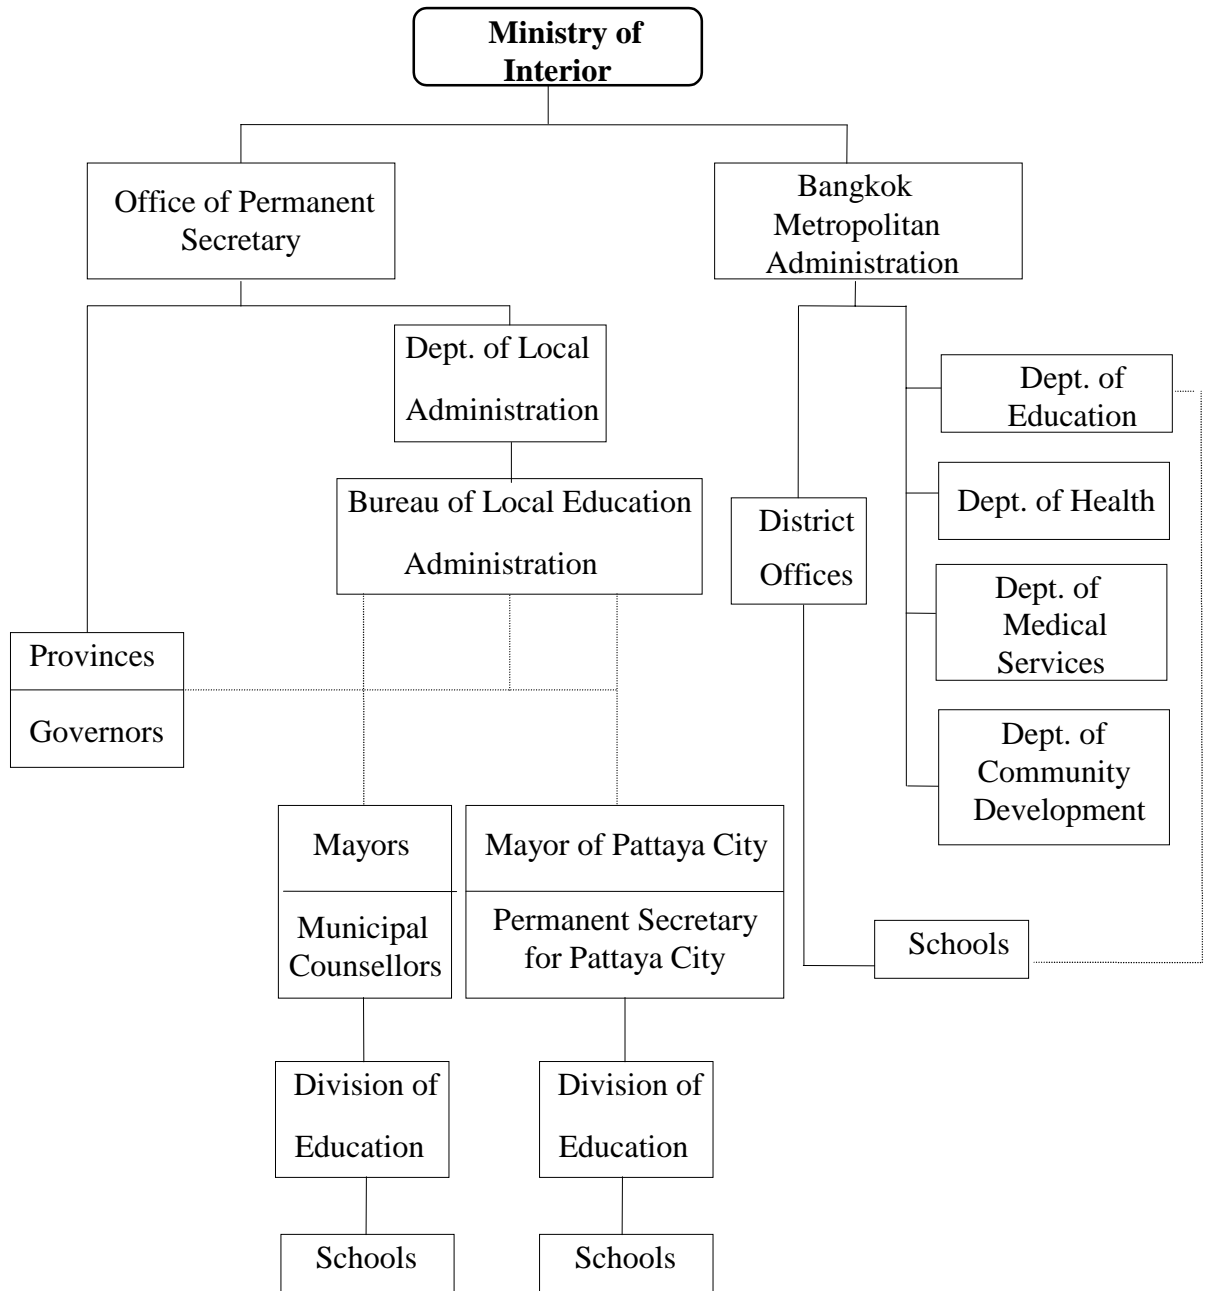 Ministry of
Interior
Office of Permanent
Secretary
Bangkok
Metropolitan
Administration
Dept. of Local
Administration
Bureau of Local Education
Administration
Provinces
Governors
Mayors
Municipal
Counsellors
Division of
Education
Schools
Mayor of Pattaya City
Permanent Secretary
for Pattaya City
Division of
Education
Schools
District
Offices
Dept. of
Education
Dept. of Health
Dept. of
Medical
Services
Dept. of
Community
Development
Schools